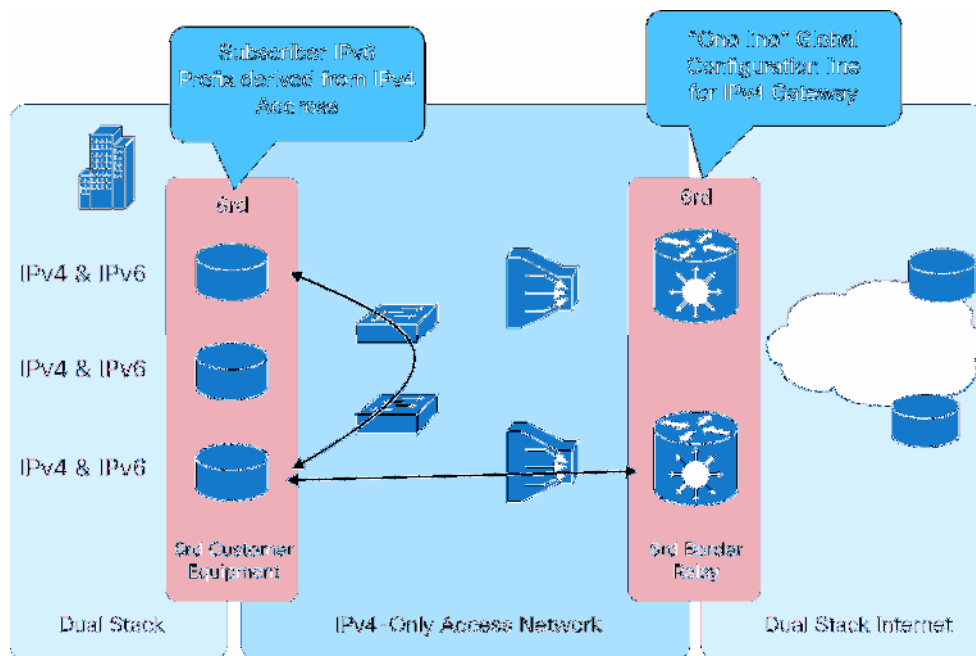 Subscriber IPv6
Prefix derived from IPv4
Address
"One line" Global
Configuration line
for IPv4 Gateway
6rd
6rd
IPv4 & IPv6
IPv4 & IPv6
IPv4 & IPv6
6rd Customer
Equipment
6rd Border
Relay
Dual Stack
IPv4-Only Access Network
Dual Stack Internet